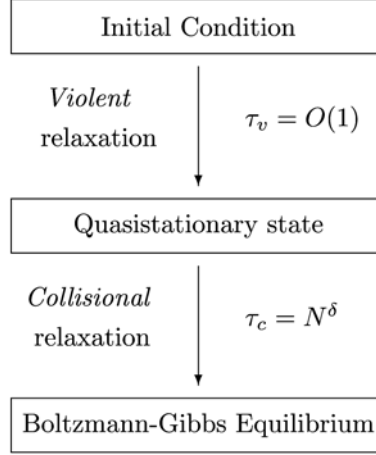 Initial Condition
Violent
relaxation
τ_v = O(1)
Quasistationary state
Collisional
relaxation
τ_c = N^δ
Boltzmann-Gibbs Equilibrium